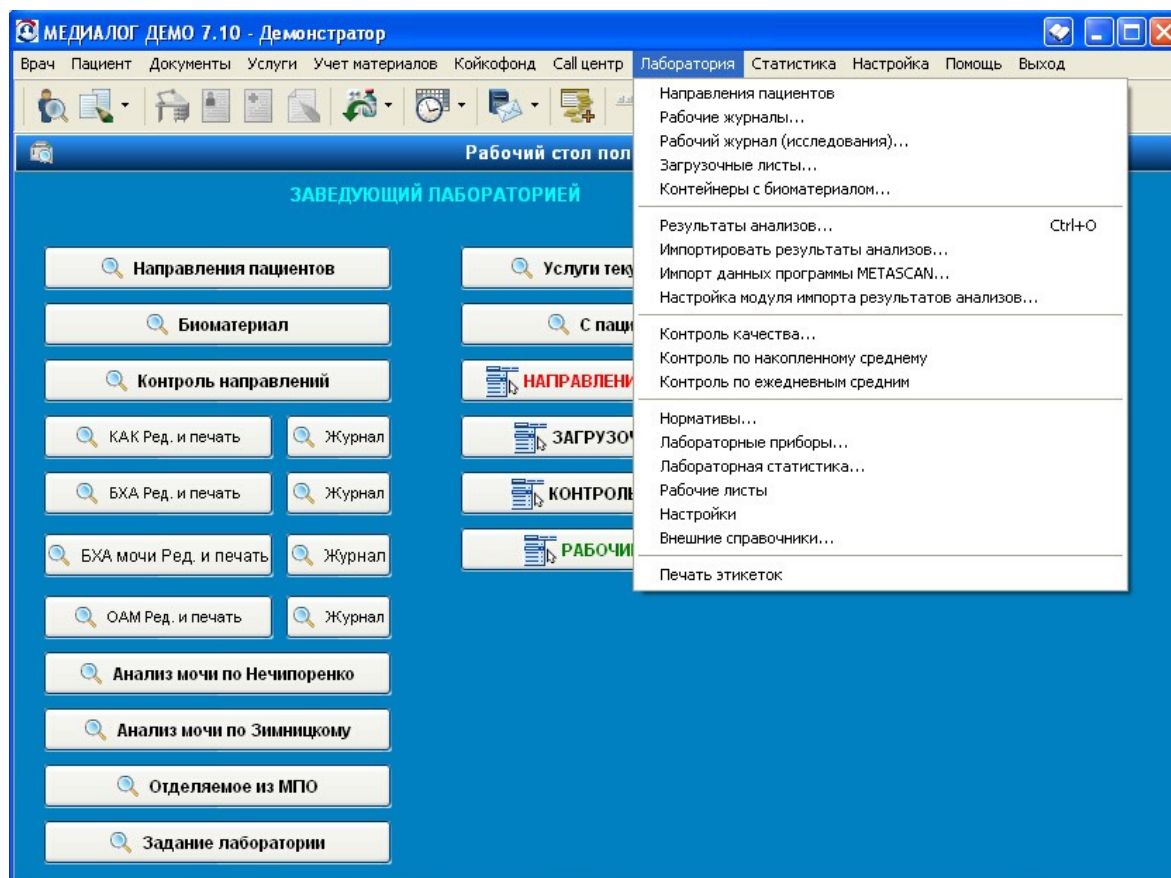 МЕДИАЛОГ ДЕМО 7.10 - Демонстратор
Врач Пациент Документы Услуги Учет материалов Койкофонд Call центр Лаборатория Статистика Настройка Помощь Выход
Рабочий стол пол
ЗАВЕДУЮЩИЙ ЛАБОРАТОРИЕЙ
Направления пациентов
Биоматериал
Контроль направлений
КАК Ред. и печать
Журнал
БХА Ред. и печать
Журнал
БХА мочи Ред. и печать
Журнал
ОАМ Ред. и печать
Журнал
Анализ мочи по Нечипоренко
Анализ мочи по Зимницкому
Отделяемое из МПО
Задание лаборатории
Услуги теку
С паци
НАПРАВЛЕНИ
ЗАГРУЗО
КОНТРОЛЬ
РАБОЧИ
Направления пациентов
Рабочие журналы...
Рабочий журнал (исследования)...
Загрузочные листы...
Контейнеры с биоматериалом...
Результаты анализов... Ctrl+O
Импортировать результаты анализов...
Импорт данных программы METASCAN...
Настройка модуля импорта результатов анализов...
Контроль качества...
Контроль по накопленному среднему
Контроль по ежедневным средним
Нормативы...
Лабораторные приборы...
Лабораторная статистика...
Рабочие листы
Настройки
Внешние справочники...
Печать этикеток